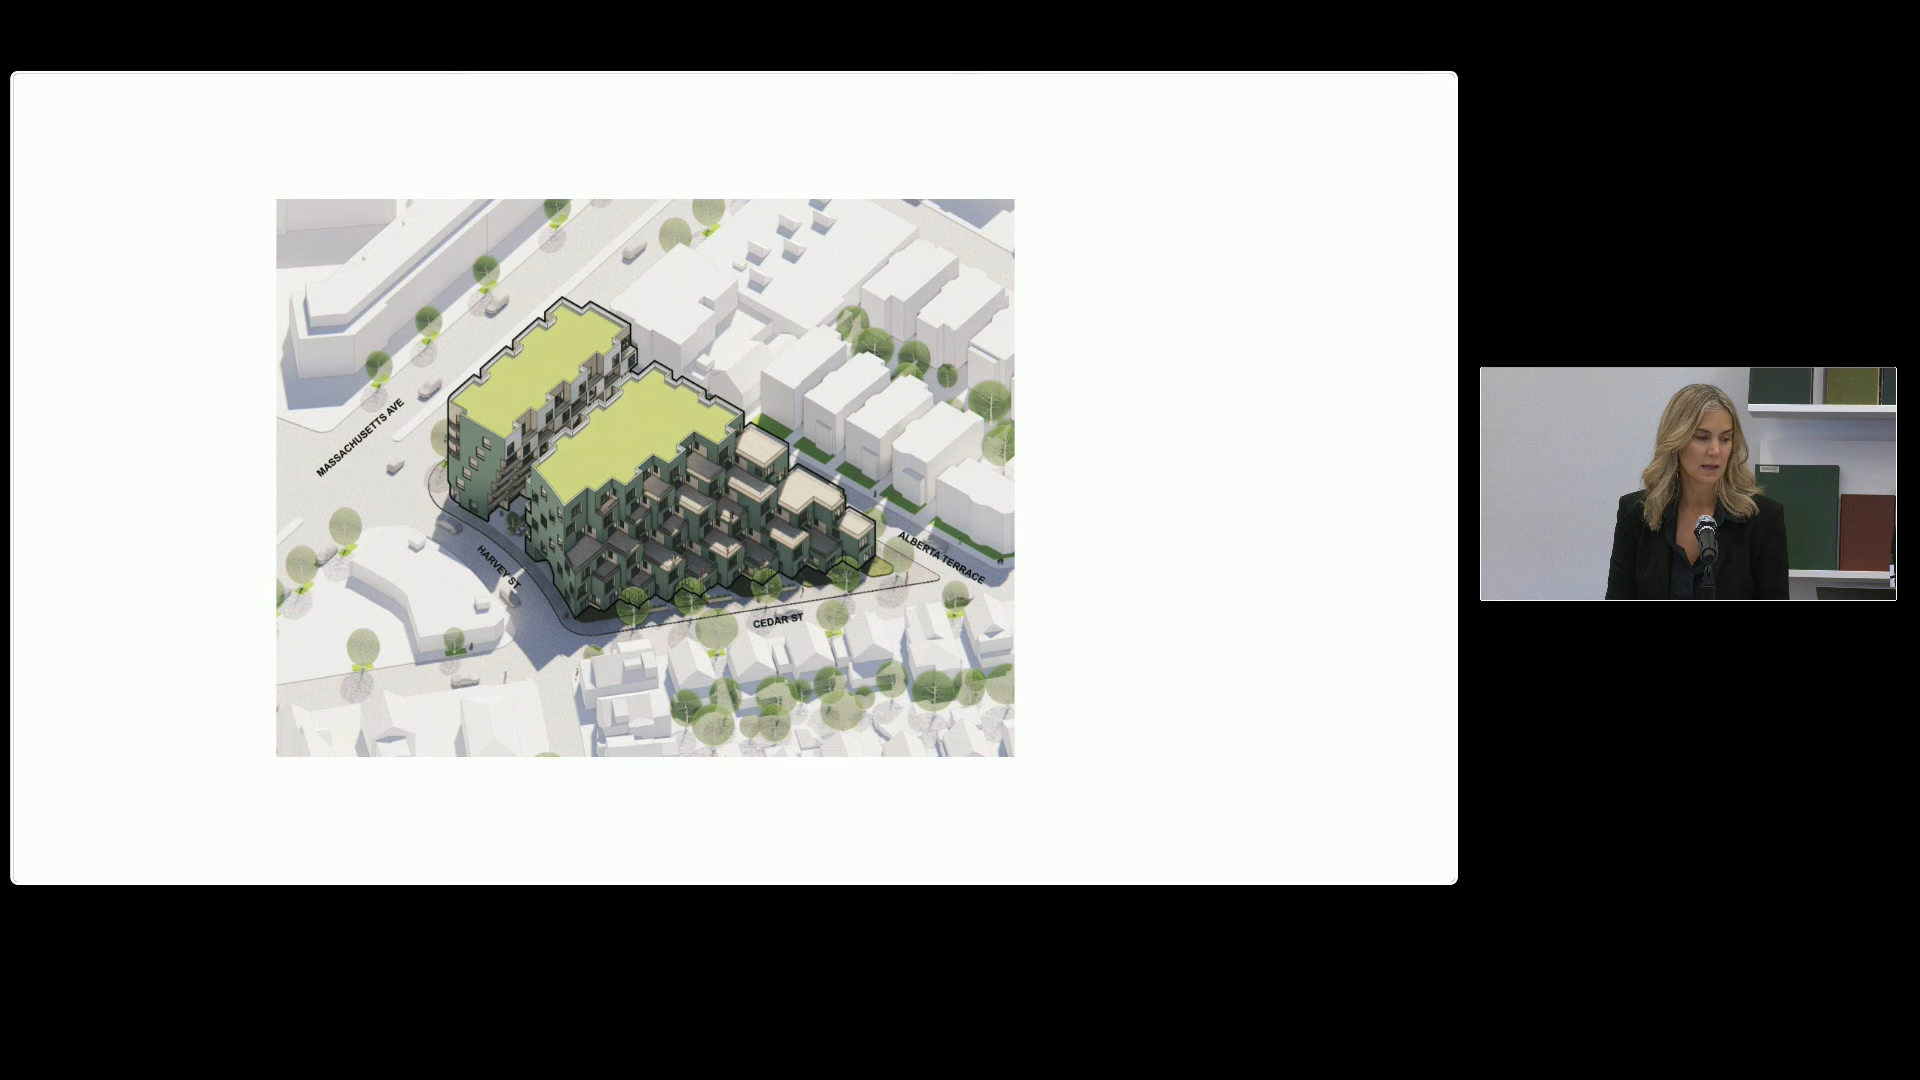 MASSACHUSETTS AVE
HARVEY ST
ALBERTA TERRACE
CEDAR ST